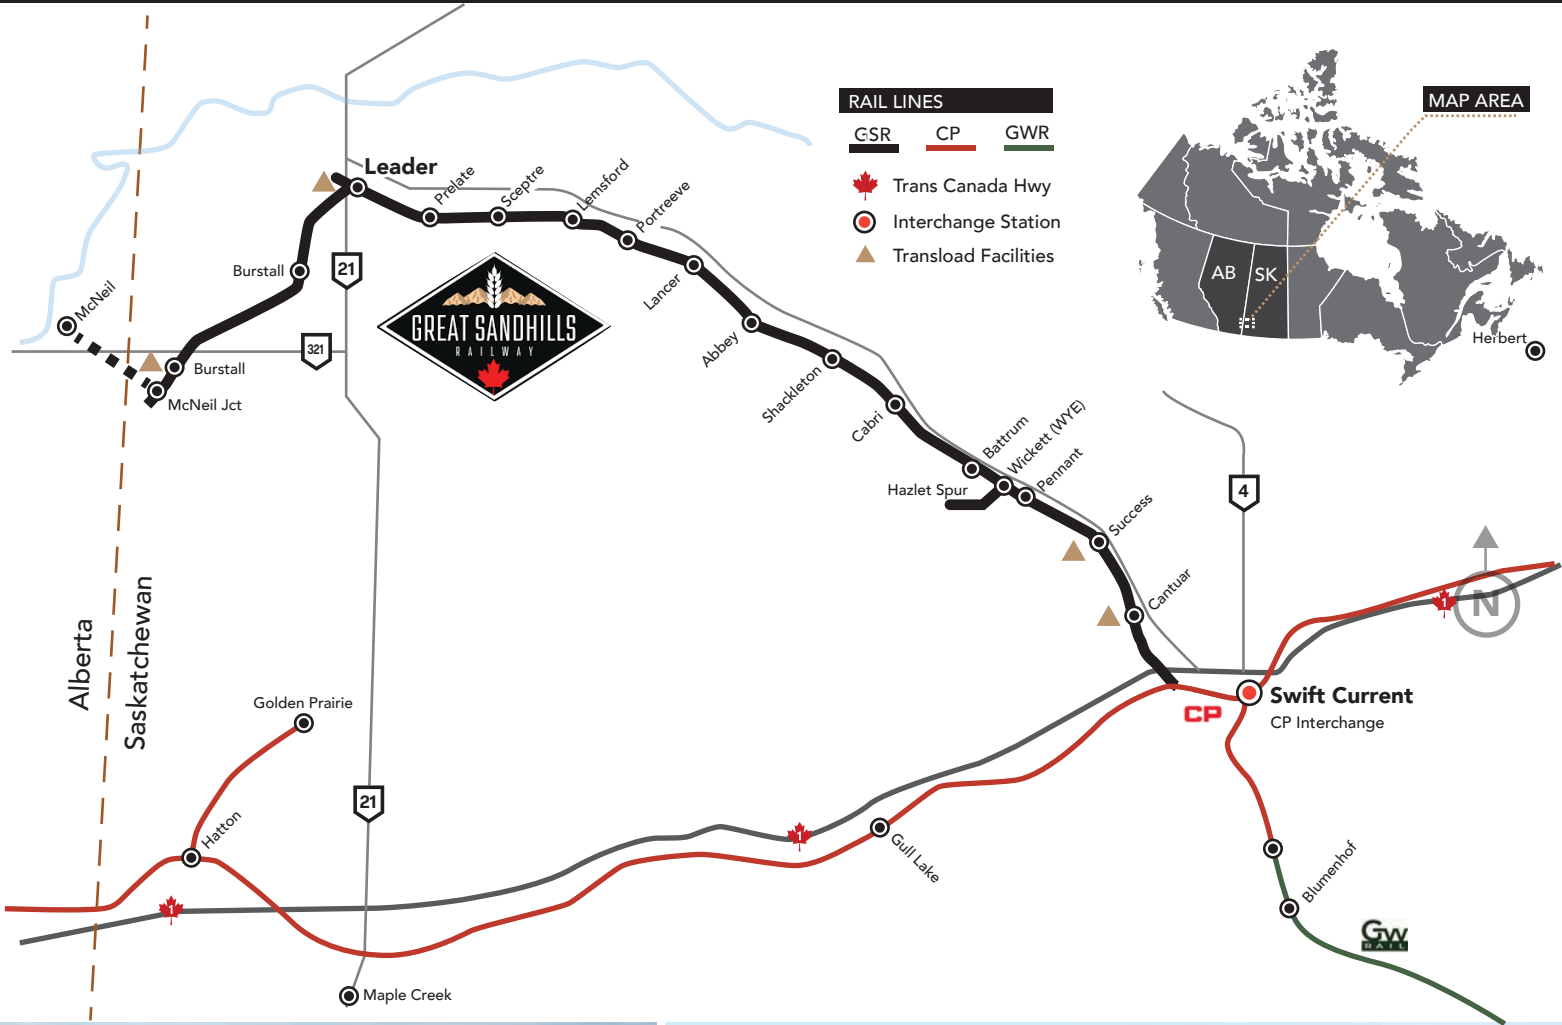 RAIL LINES
GSR
CP
GWR
Trans Canada Hwy
Interchange Station
Transload Facilities
MAP AREA
AB
SK
Herbert
Leader
Prelate
Sceptre
Lemsford
Portreeve
Lancer
Abbey
Shackleton
Cabri
Battrum
Wickett (WYE)
Pennant
Hazlet Spur
Success
Cantuar
Burstall
21
McNeil
321
Burstall
McNeil Jct
GREAT SANDHILLS
RAILWAY
4
N
1
Alberta
Saskatchewan
Golden Prairie
Hatton
21
1
1
CP
Swift Current
CP Interchange
Gull Lake
Blumenhof
GW
RAIL
Maple Creek